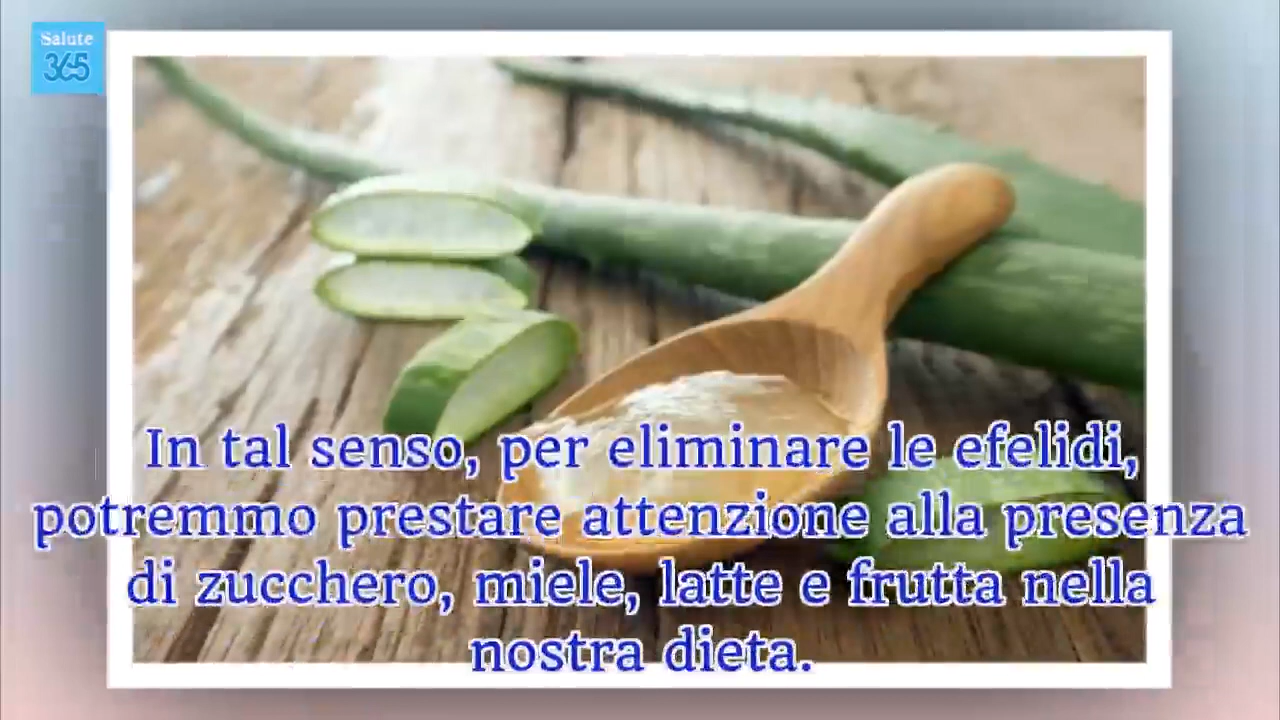 Salute
365
In tal senso, per eliminare le efelidi,
potremmo prestare attenzione alla presenza
di zucchero, miele, latte e frutta nella
nostra dieta.